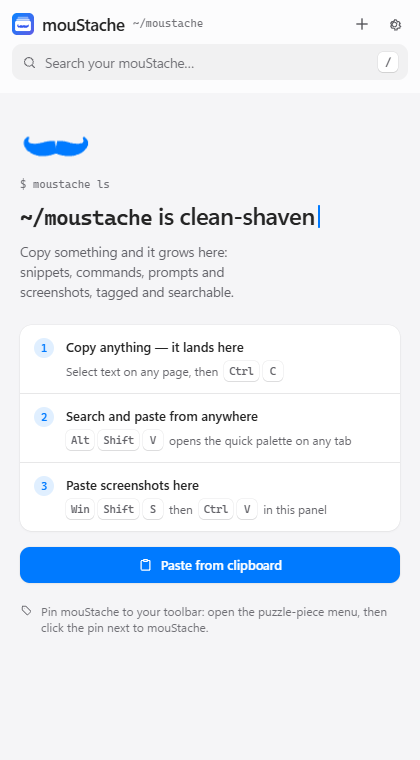 mouStache ~/moustache
Search your mouStache... /
$ moustache ls
~/moustache is clean-shaven
Copy something and it grows here:
snippets, commands, prompts and
screenshots, tagged and searchable.
1 Copy anything — it lands here
Select text on any page, then Ctrl C
2 Search and paste from anywhere
Alt Shift V opens the quick palette on any tab
3 Paste screenshots here
Win Shift S then Ctrl V in this panel
Paste from clipboard
Pin mouStache to your toolbar: open the puzzle-piece menu, then
click the pin next to mouStache.